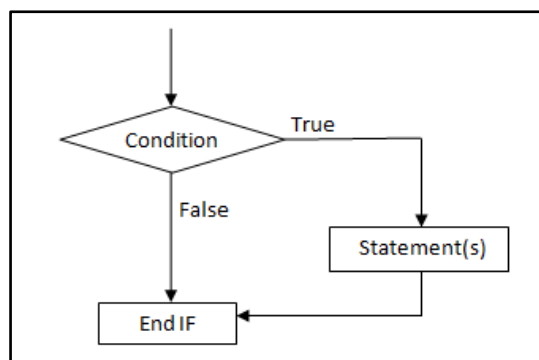 True
Condition
False
Statement(s)
End IF